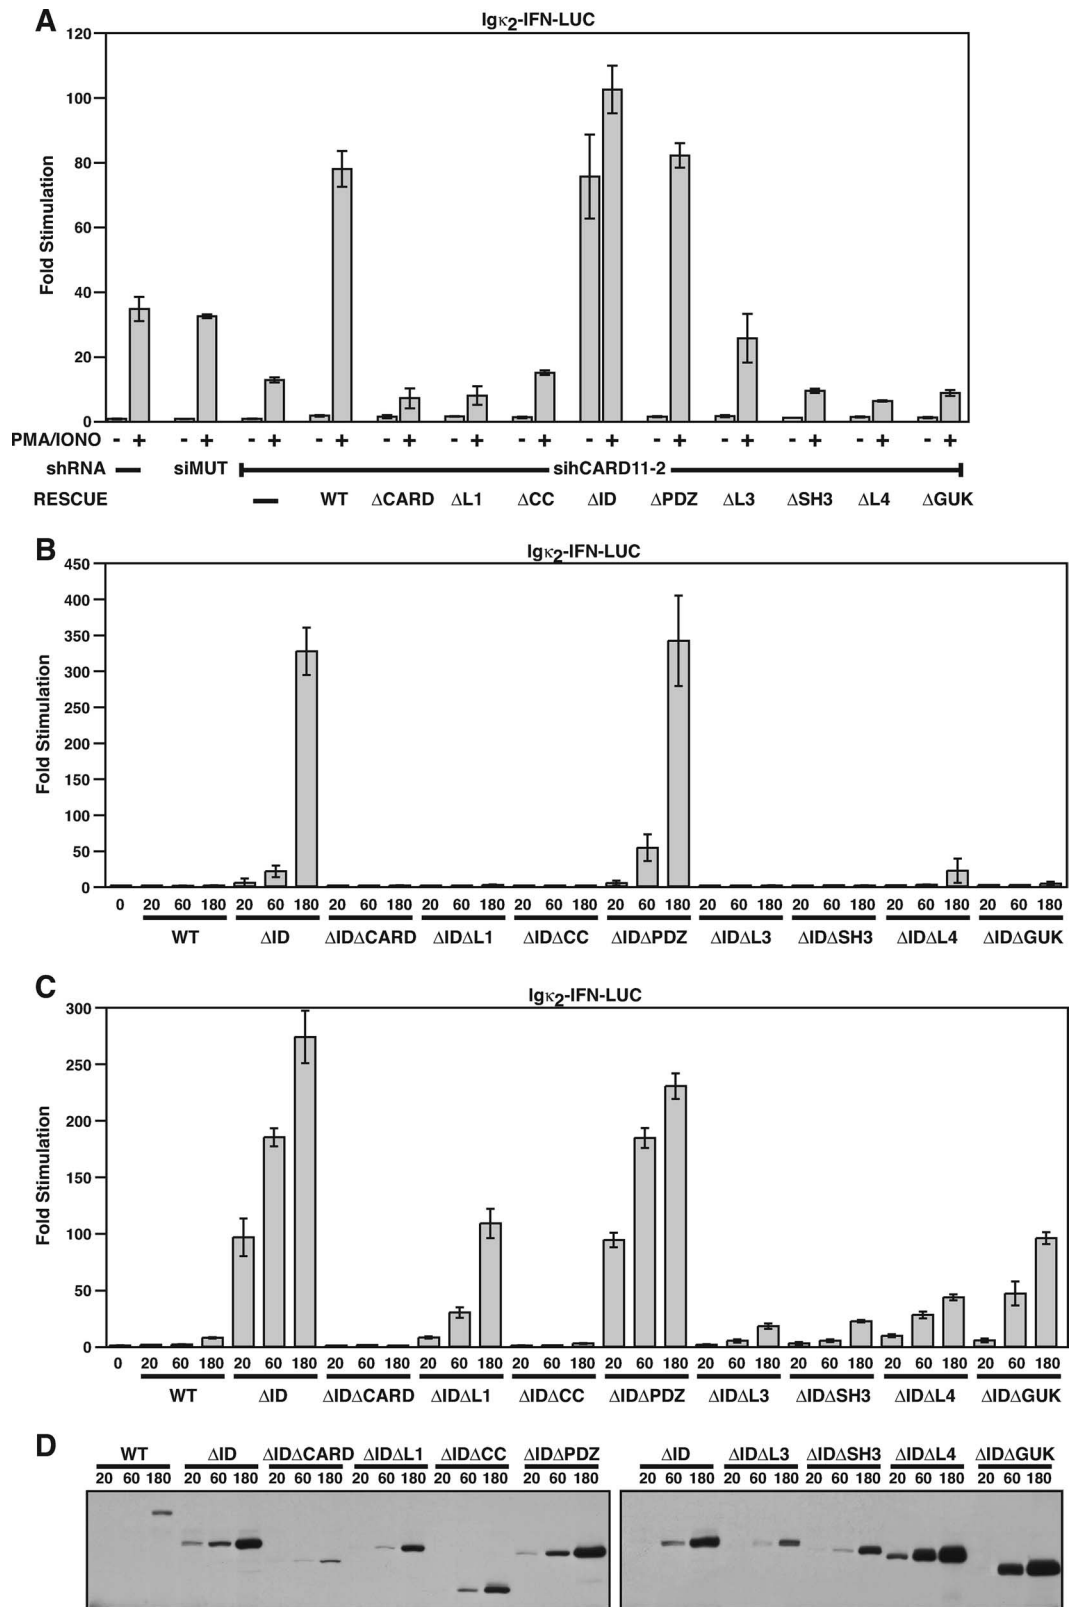 A
Igκ2-IFN-LUC
120
100
80
60
40
20
0
Fold Stimulation
PMA/IONO - + - + - + - + - + - + - + - + - + - + - + - + - +
shRNA — siMUT sihCARD11-2
RESCUE — WT ΔCARD ΔL1 ΔCC ΔID ΔPDZ ΔL3 ΔSH3 ΔL4 ΔGUK
B
Igκ2-IFN-LUC
450
400
350
300
250
200
150
100
50
0
Fold Stimulation
0 20 60 180 20 60 180 20 60 180 20 60 180 20 60 180 20 60 180 20 60 180 20 60 180 20 60 180 20 60 180
WT ΔID ΔIDΔCARD ΔIDΔL1 ΔIDΔCC ΔIDΔPDZ ΔIDΔL3 ΔIDΔSH3 ΔIDΔL4 ΔIDΔGUK
C
Igκ2-IFN-LUC
300
250
200
150
100
50
0
Fold Stimulation
0 20 60 180 20 60 180 20 60 180 20 60 180 20 60 180 20 60 180 20 60 180 20 60 180 20 60 180 20 60 180
WT ΔID ΔIDΔCARD ΔIDΔL1 ΔIDΔCC ΔIDΔPDZ ΔIDΔL3 ΔIDΔSH3 ΔIDΔL4 ΔIDΔGUK
D
WT ΔID ΔIDΔCARD ΔIDΔL1 ΔIDΔCC ΔIDΔPDZ ΔID ΔIDΔL3 ΔIDΔSH3 ΔIDΔL4 ΔIDΔGUK
20 60 180 20 60 180 20 60 180 20 60 180 20 60 180 20 60 180 20 60 180 20 60 180 20 60 180 20 60 180 20 60 180